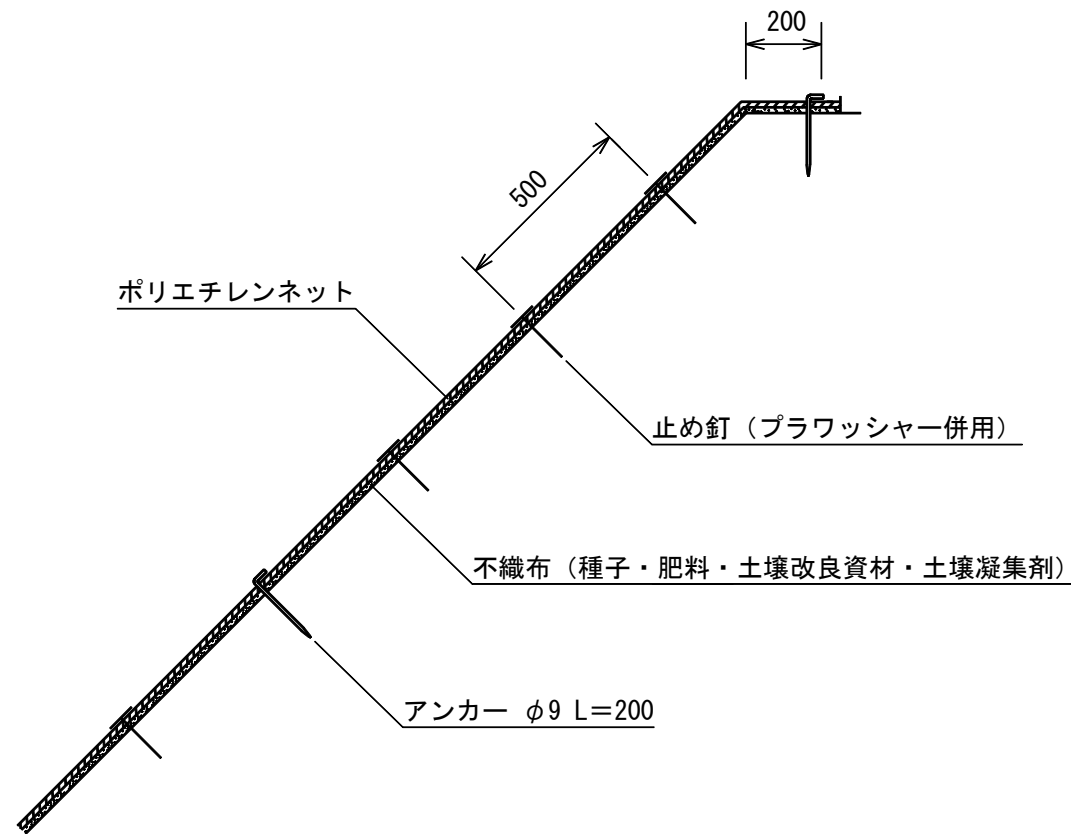 200
500
ポリエチレンネット
止め釘（プラワッシャー併用）
不織布（種子・肥料・土壌改良資材・土壌凝集剤）
アンカー φ9 L=200